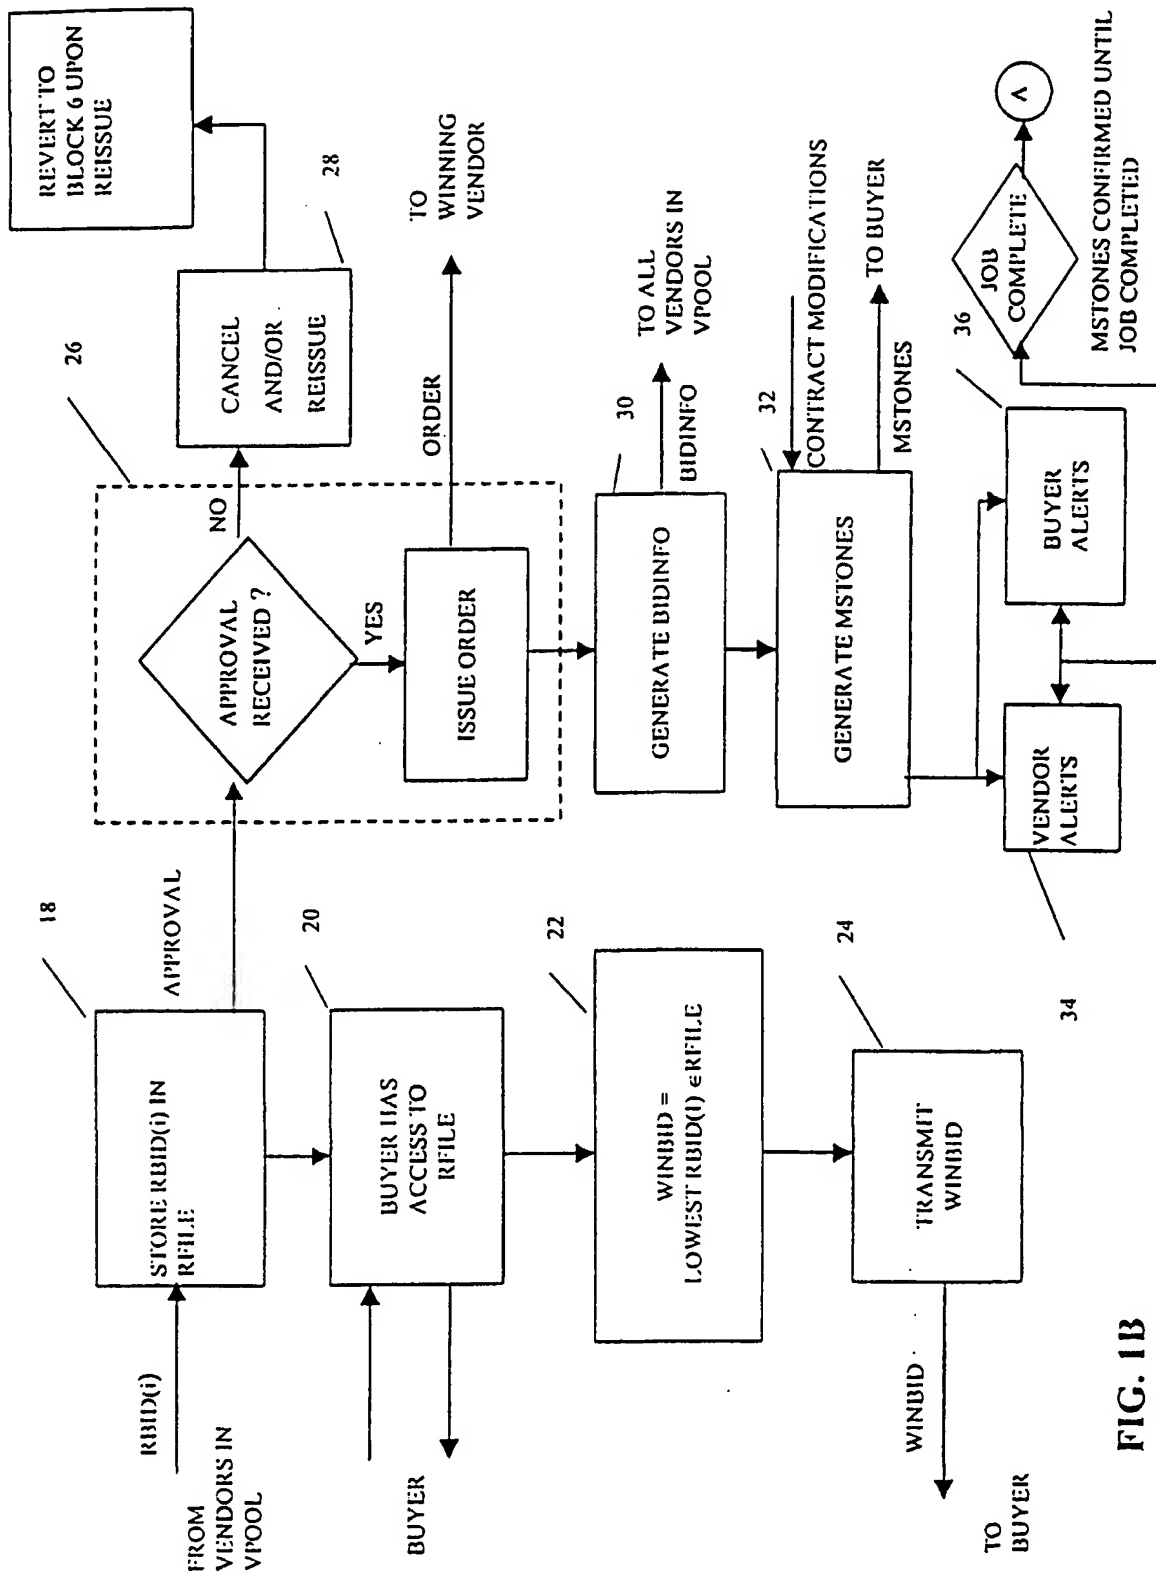 RBID(i)
FROM
VENDORS IN
VPOOL
18
STORE RBID(i) IN
RFILE
APPROVAL
20
BUYER HAS
ACCESS TO
RFILE
BUYER
22
WINBID =
LOWEST RBID(I) ∈RFILE
24
TRANSMIT
WINBID
WINBID
TO
BUYER
26
APPROVAL
RECEIVED ?
NO
YES
ISSUE ORDER
ORDER
TO
WINNING
VENDOR
28
CANCEL
AND/OR
REISSUE
REVERT TO
BLOCK 6 UPON
REISSUE
30
GENERATE BIDINFO
BIDINFO
TO ALL
VENDORS IN
VPOOL
32
GENERATE MSTONES
CONTRACT MODIFICATIONS
MSTONES
TO BUYER
34
VENDOR
ALERTS
36
BUYER
ALERTS
JOB
COMPLETE
A
MSTONES CONFIRMED UNTIL
JOB COMPLETED
FIG. 1B